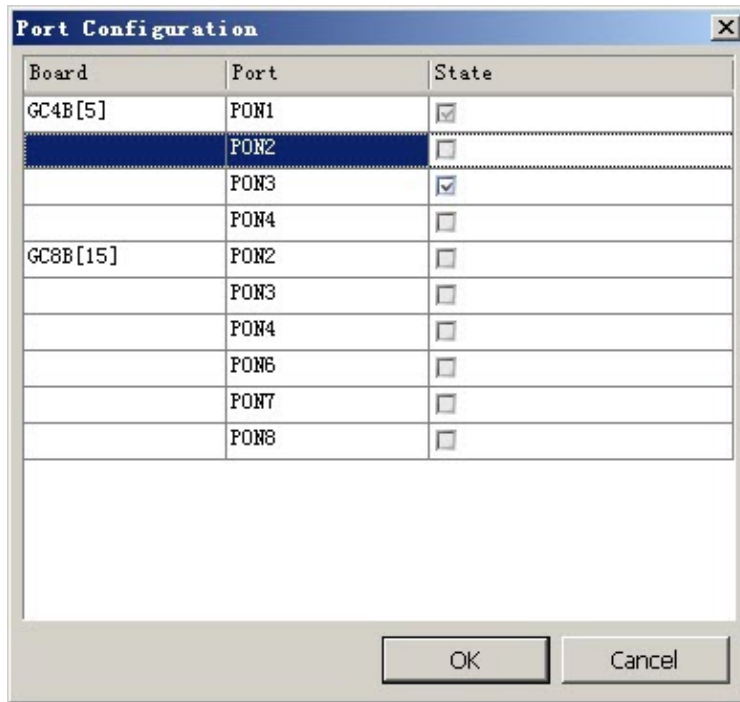 Port Configuration
Board Port State
GC4B[5] PON1
PON2
PON3
PON4
GC8B[15] PON2
PON3
PON4
PON6
PON7
PON8
OK Cancel